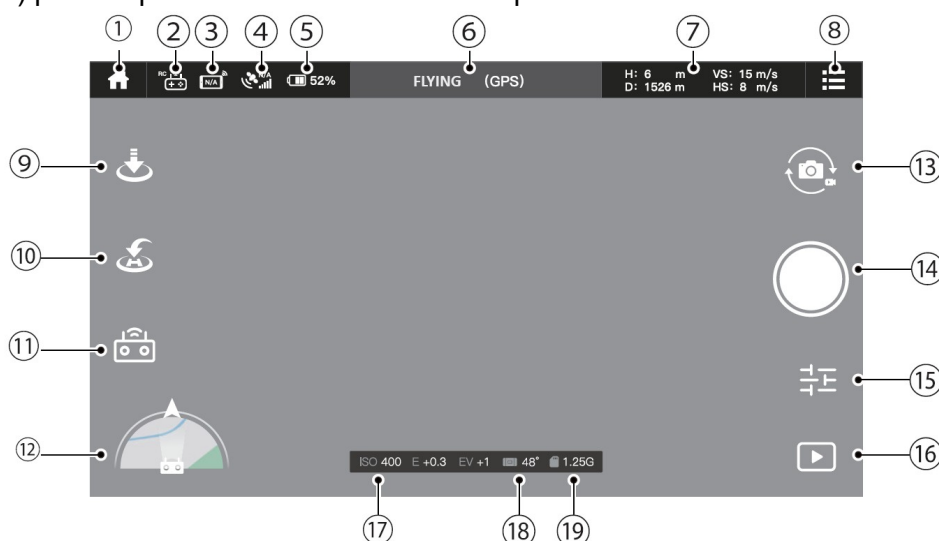 ① ② ③ ④ ⑤ ⑥ ⑦ ⑧
RC N/A N/A 52% FLYING (GPS) H: 6 m VS: 15 m/s
D: 1526 m HS: 8 m/s
⑨ ⑬
⑩ ⑭
H
⑪
⑮
⑫ ISO 400 E +0.3 EV +1 48° 1.25G ⑯
⑰ ⑱ ⑲